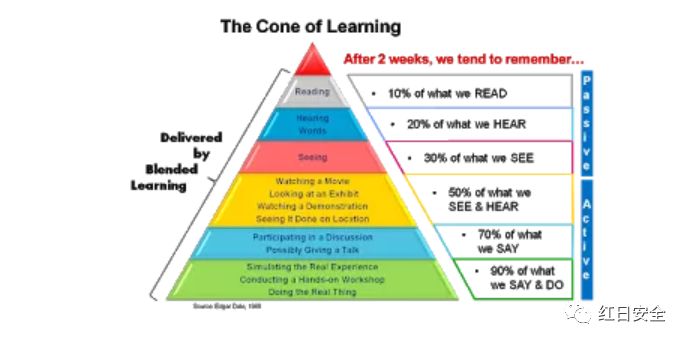 The Cone of Learning
After 2 weeks, we tend to remember…
Reading
• 10% of what we READ
Hearing
Words
• 20% of what we HEAR
Seeing
• 30% of what we SEE
Watching a Movie
Looking at an Exhibit
Watching a Demonstration
Seeing It Done on Location
• 50% of what we
SEE & HEAR
Participating in a Discussion
Possibly Giving a Talk
• 70% of what
we SAY
Simulating the Real Experience
Conducting a Hands-on Workshop
Doing the Real Thing
• 90% of what
we SAY & DO
Delivered
by
Blended
Learning
Passive
Active
Source: Edgar Dale, 1969
红日安全